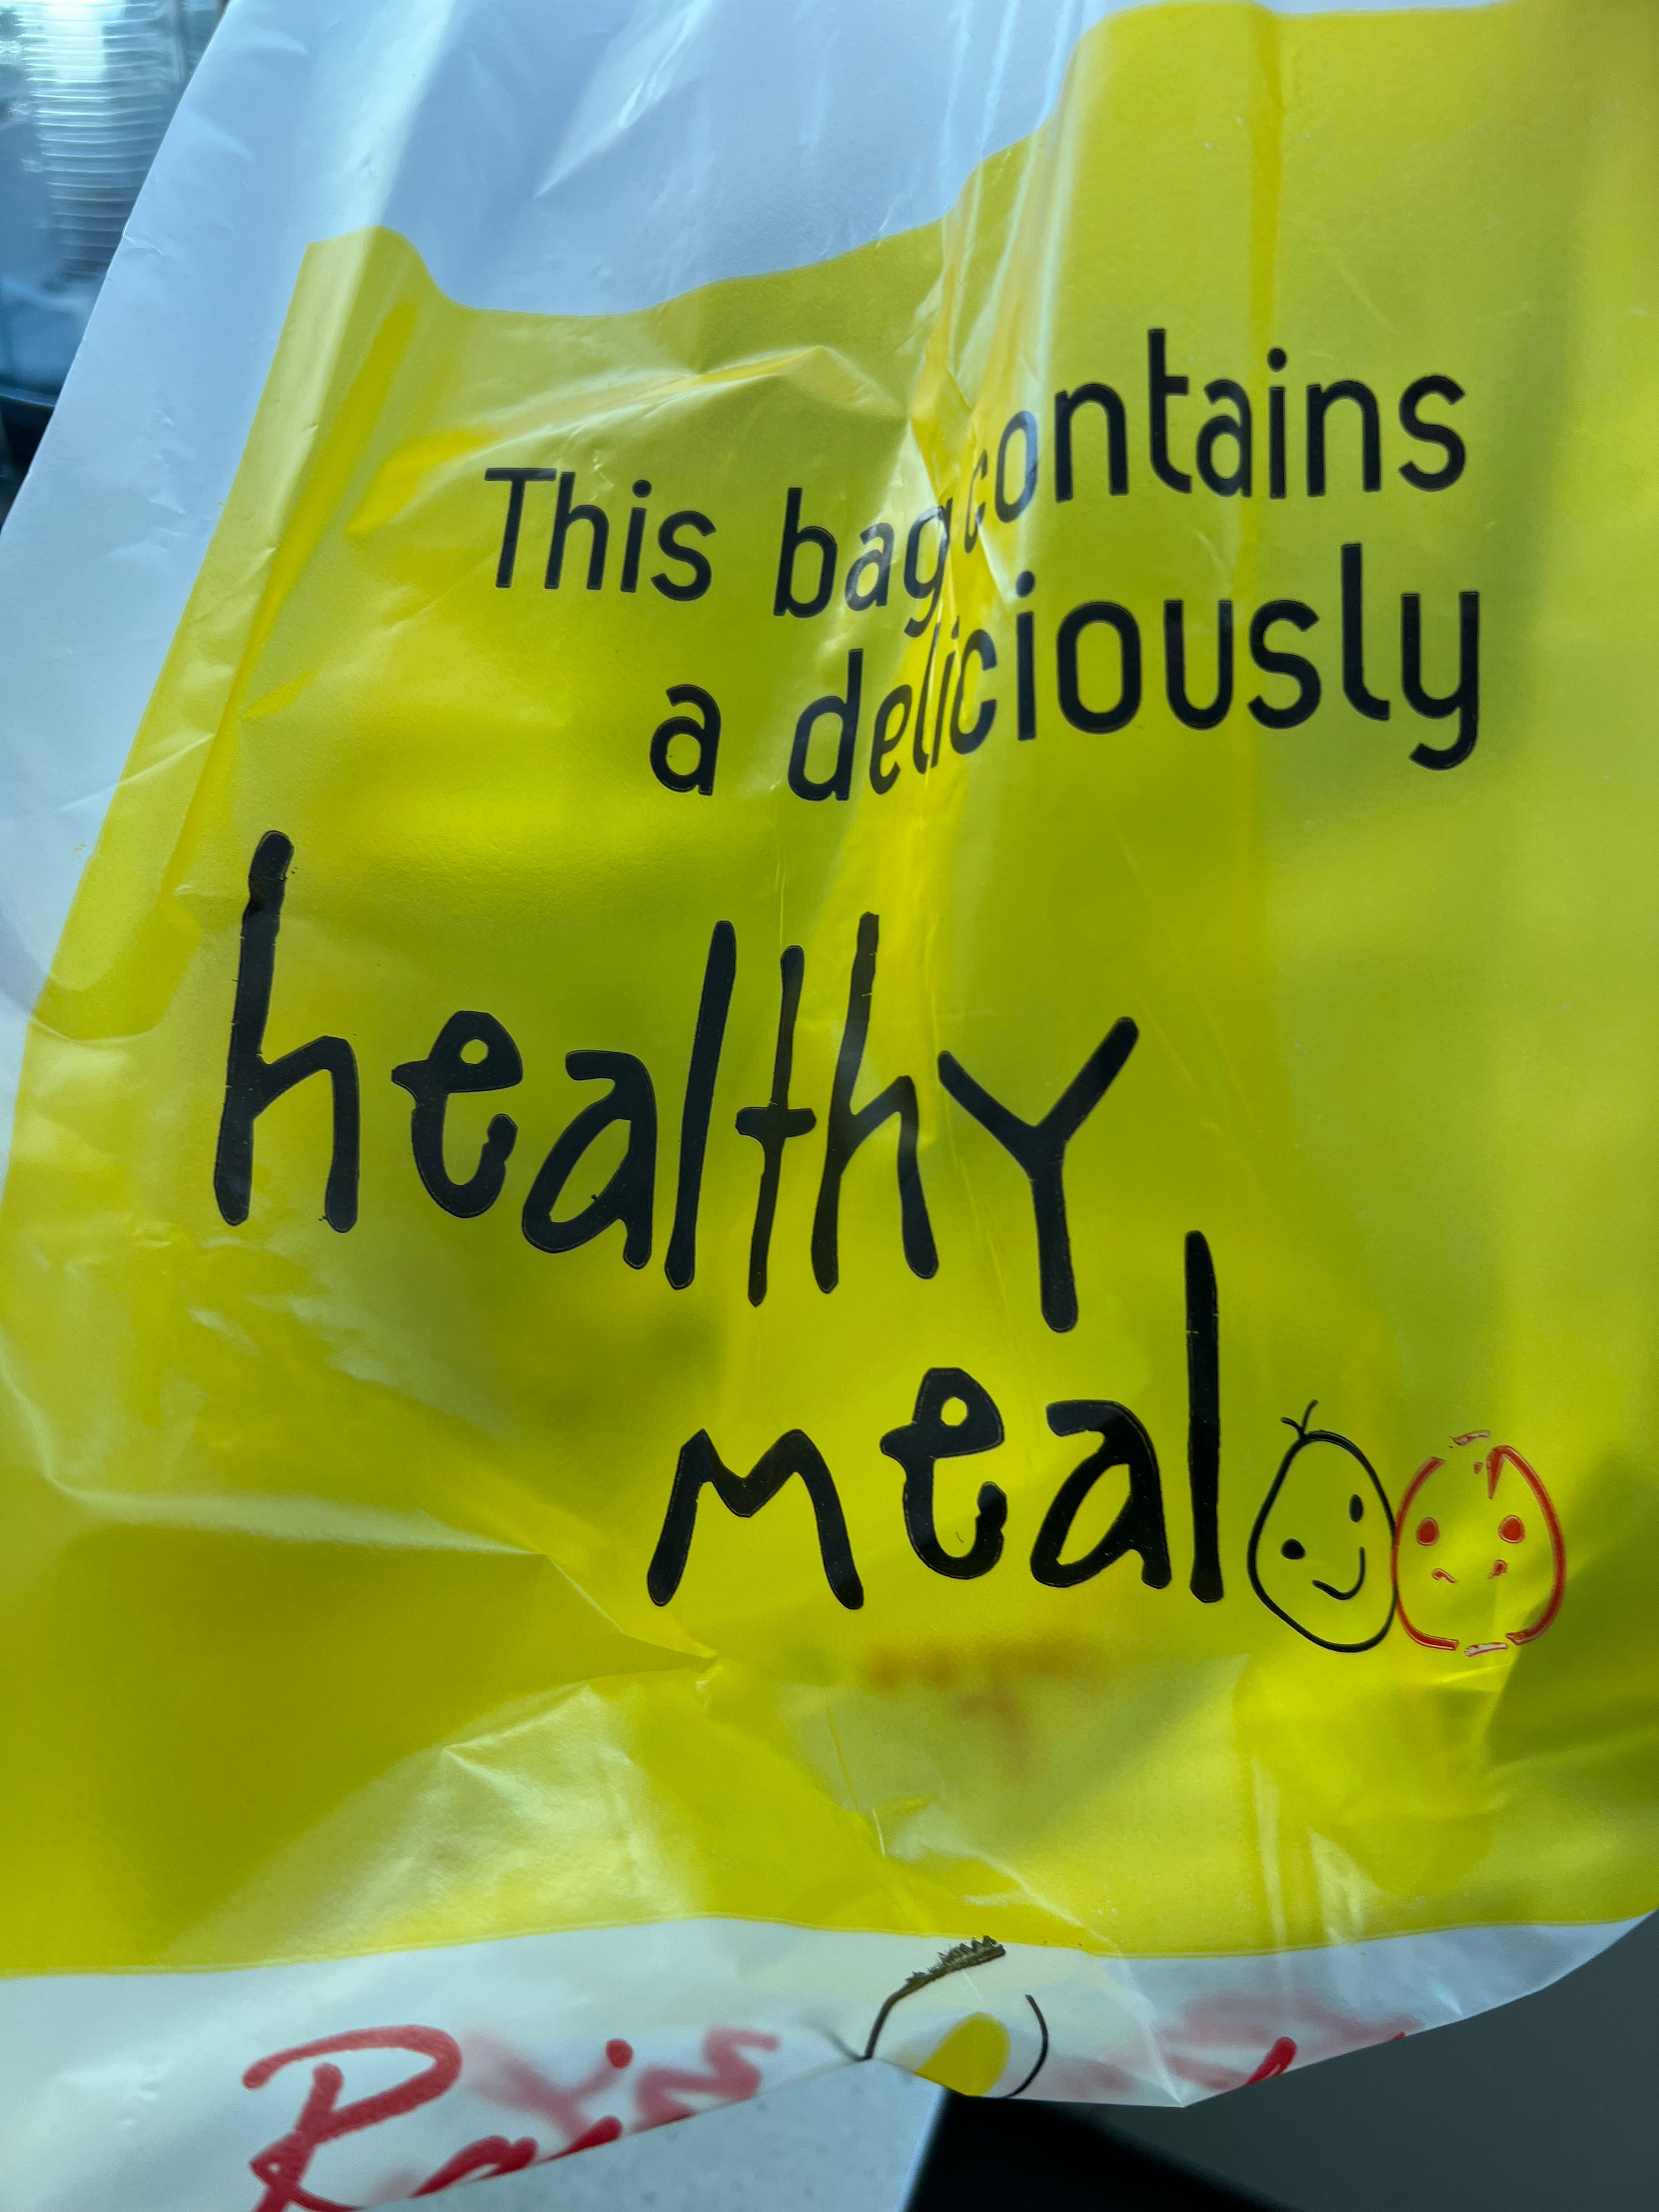 This bag contains
a deliciously
healthy
meal